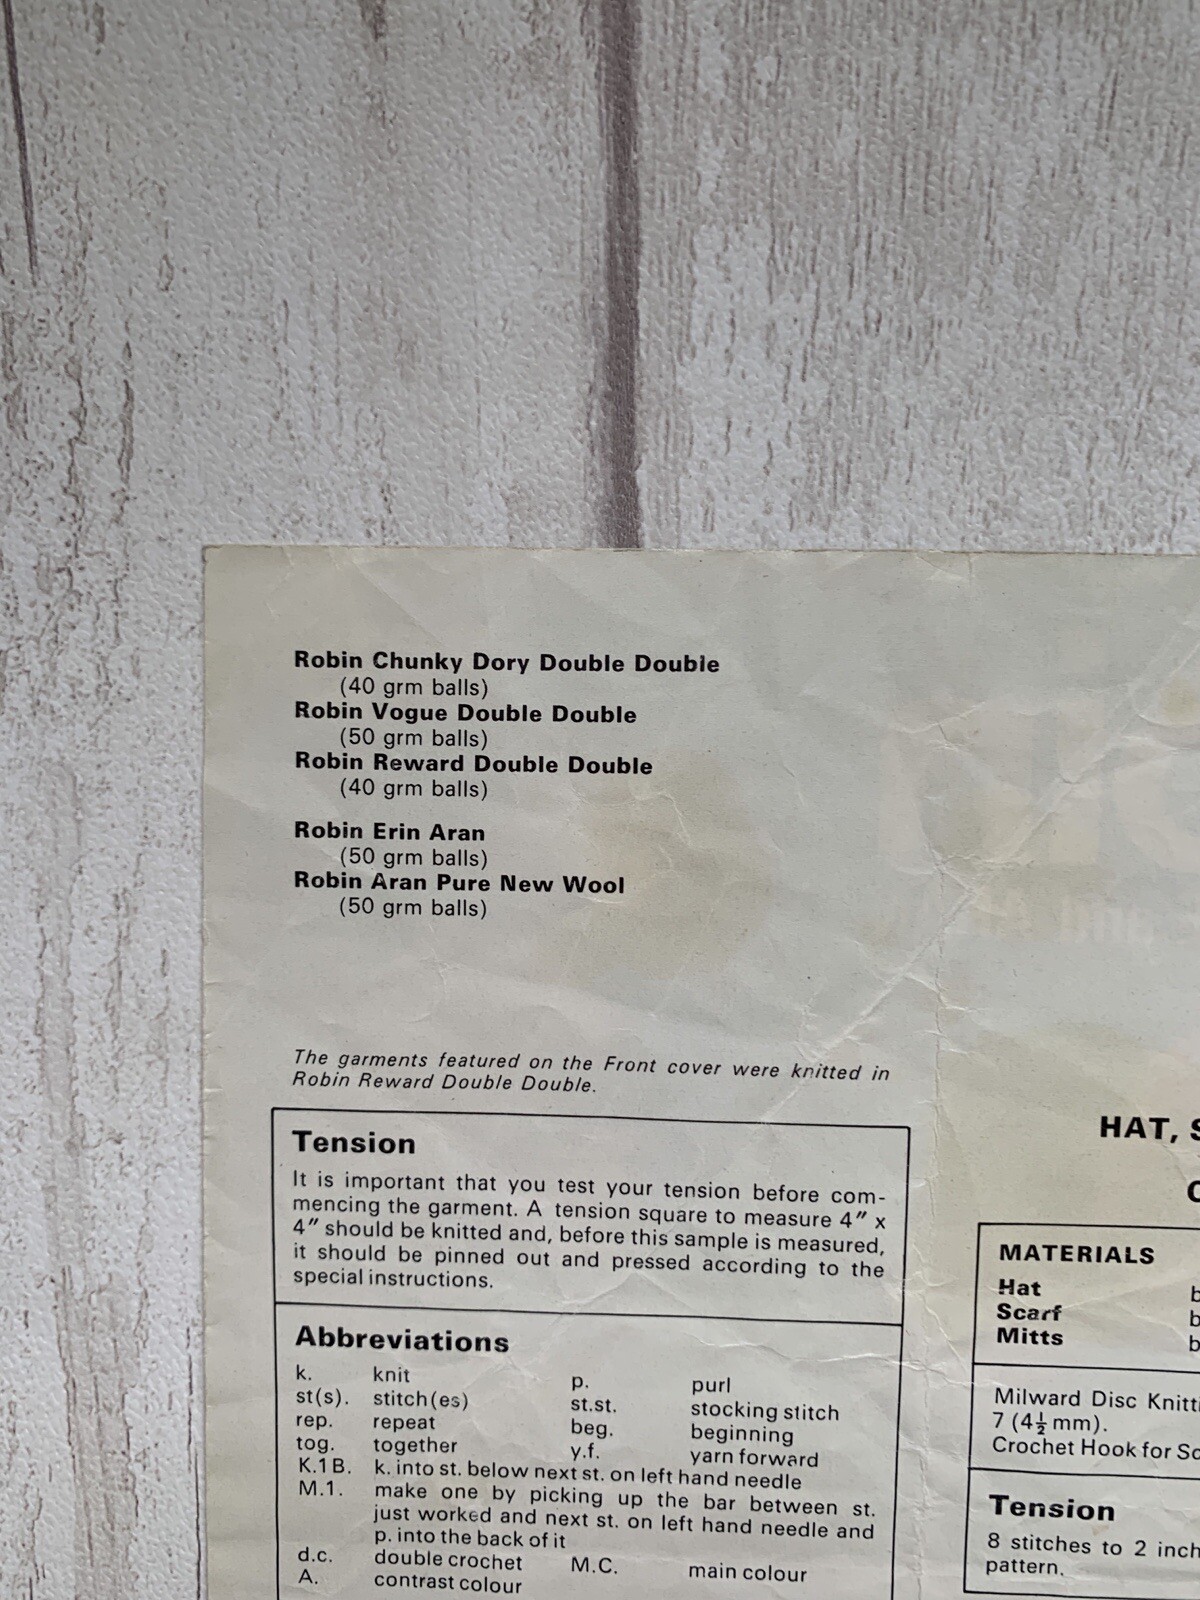 Robin Chunky Dory Double Double
(40 grm balls)
Robin Vogue Double Double
(50 grm balls)
Robin Reward Double Double
(40 grm balls)
Robin Erin Aran
(50 grm balls)
Robin Aran Pure New Wool
(50 grm balls)
The garments featured on the Front cover were knitted in
Robin Reward Double Double.
Tension
It is important that you test your tension before com-
mencing the garment. A tension square to measure 4″ x
4″ should be knitted and, before this sample is measured,
it should be pinned out and pressed according to the
special instructions.
Abbreviations
k. knit p. purl
st(s). stitch(es) st.st. stocking stitch
rep. repeat beg. beginning
tog. together y.f. yarn forward
K.1B. k. into st. below next st. on left hand needle
M.1. make one by picking up the bar between st.
just worked and next st. on left hand needle and
p. into the back of it
d.c. double crochet M.C. main colour
A. contrast colour
HAT,
MATERIALS
Hat
Scarf
Mitts
Milward Disc Knitti
7 (4½ mm).
Crochet Hook for Sc
Tension
8 stitches to 2 inch
pattern.